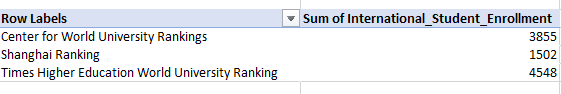 Row Labels Sum of International_Student_Enrollment
Center for World University Rankings 3855
Shanghai Ranking 1502
Times Higher Education World University Ranking 4548